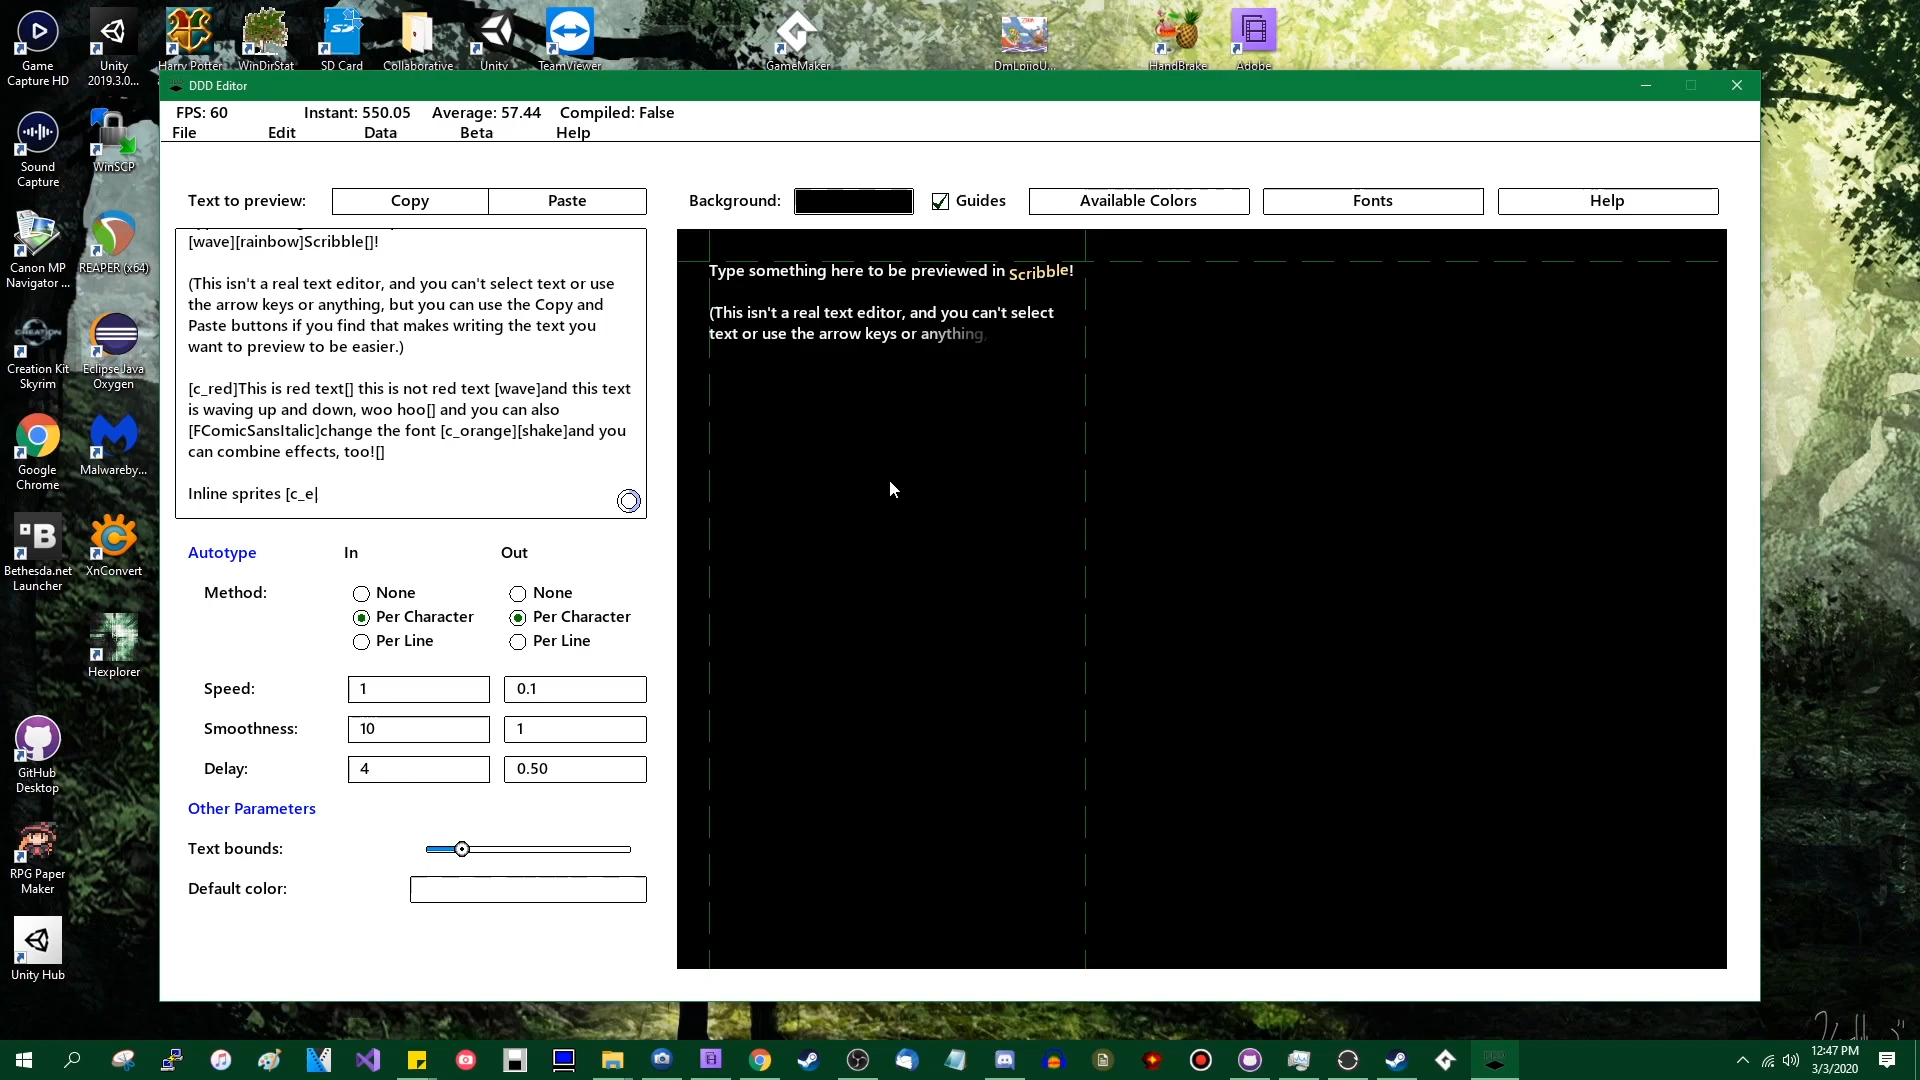 Game
Capture HD
Unity
2019.3.0...
Harry Potter
WinDirStat
SD Card
Collaborative
Unity
TeamViewer
GameMaker
DmLpijoU...
HandBrake
Adobe
DDD Editor
FPS: 60 Instant: 550.05 Average: 57.44 Compiled: False
File Edit Data Beta Help
Text to preview: Copy Paste Background: Guides Available Colors Fonts Help
[wave][rainbow]Scribble[]!
(This isn't a real text editor, and you can't select text or use
the arrow keys or anything, but you can use the Copy and
Paste buttons if you find that makes writing the text you
want to preview to be easier.)
[c_red]This is red text[] this is not red text [wave]and this text
is waving up and down, woo hoo[] and you can also
[FComicSansItalic]change the font [c_orange][shake]and you
can combine effects, too![]
Inline sprites [c_e|
Type something here to be previewed in Scribble!
(This isn't a real text editor, and you can't select
text or use the arrow keys or anything,
Autotype In Out
Method: None None
Per Character Per Character
Per Line Per Line
Speed: 1 0.1
Smoothness: 10 1
Delay: 4 0.50
Other Parameters
Text bounds:
Default color:
Sound
Capture
WinSCP
Canon MP
Navigator ...
REAPER (x64)
CREATION
Creation Kit
Skyrim
Eclipse Java
Oxygen
Google
Chrome
Malwareby...
Bethesda.net
Launcher
XnConvert
Hexplorer
GitHub
Desktop
RPG Paper
Maker
Unity Hub
12:47 PM
3/3/2020